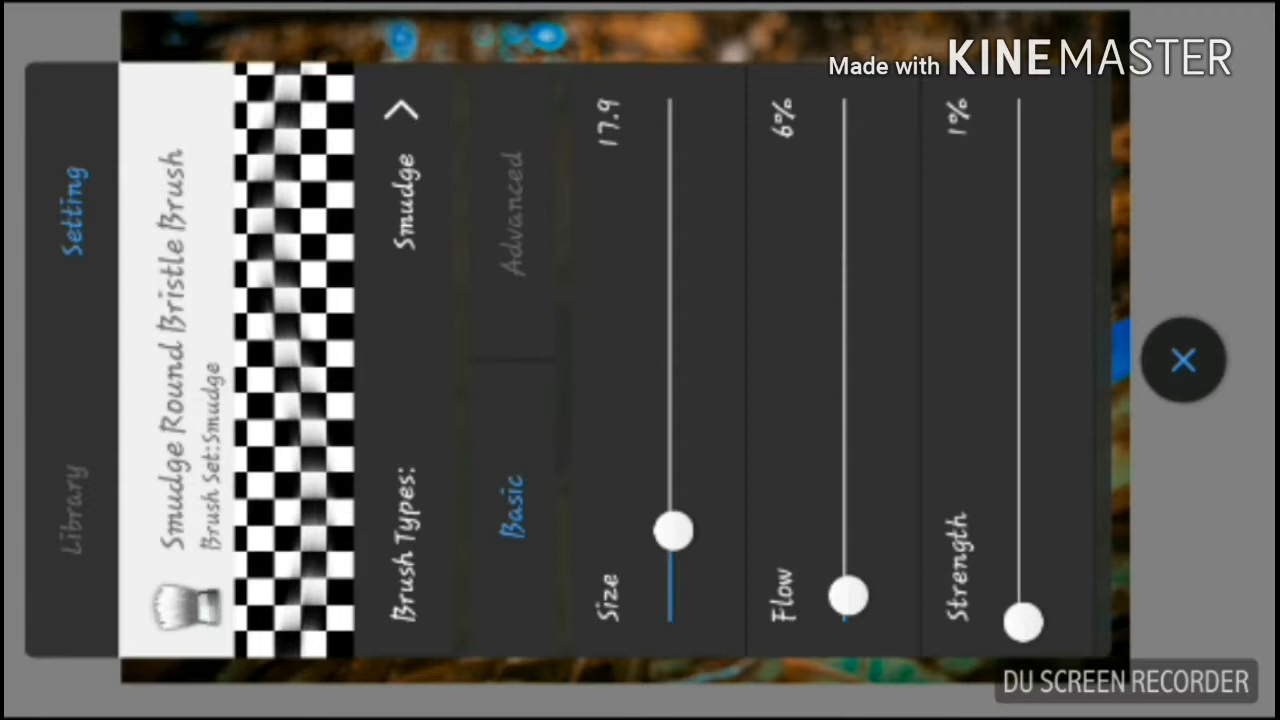 Made with KINEMASTER
Library
Setting
Smudge Round Bristle Brush
Brush Set:Smudge
Brush Types:
Smudge
Basic
Advanced
Size
17.9
Flow
6%
Strength
1%
DU SCREEN RECORDER